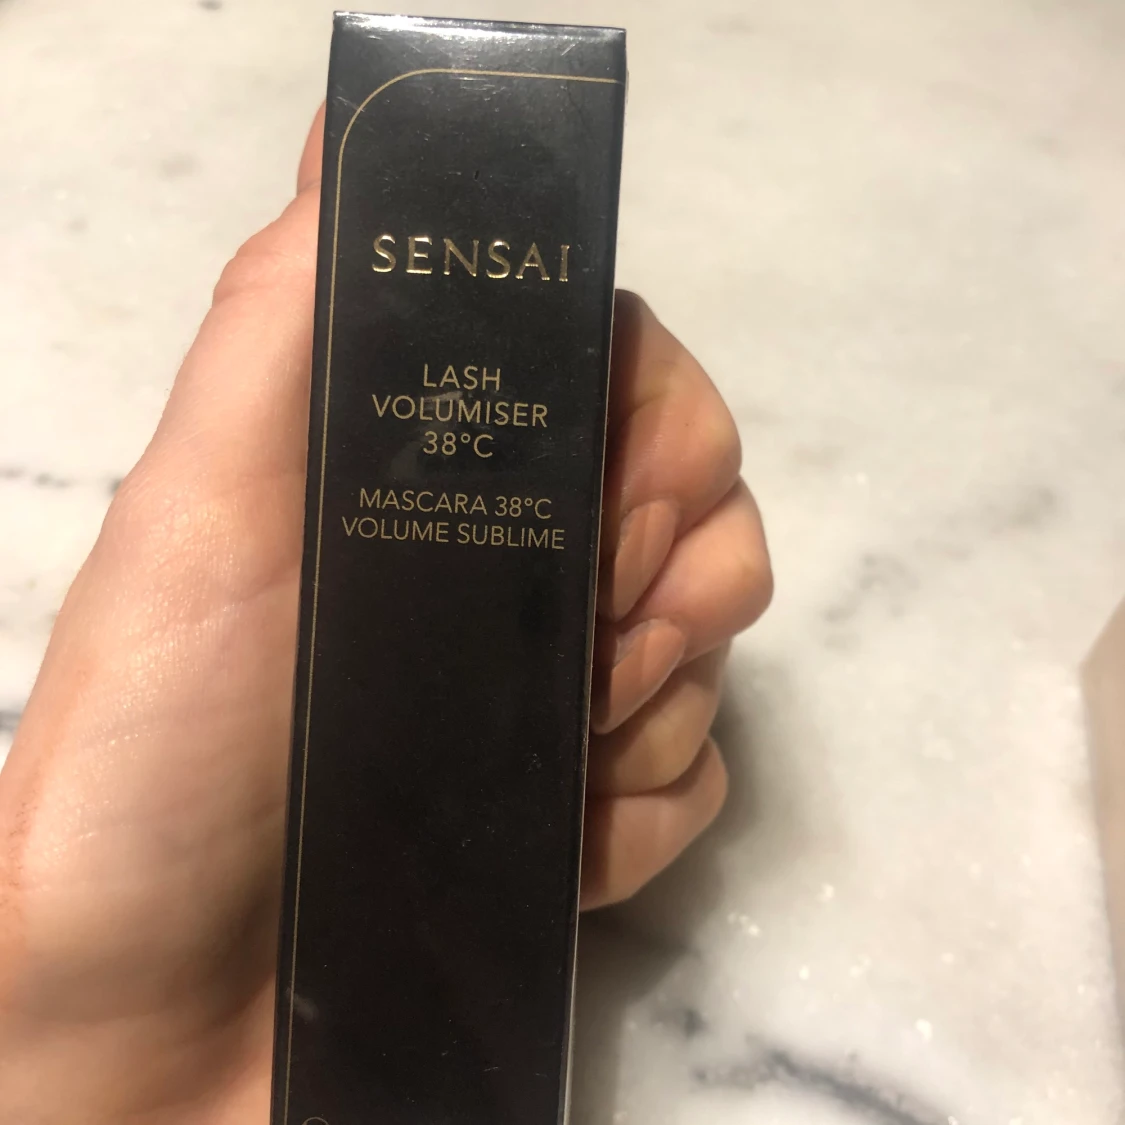 SENSAI
LASH
VOLUMISER
38°C
MASCARA 38°C
VOLUME SUBLIME